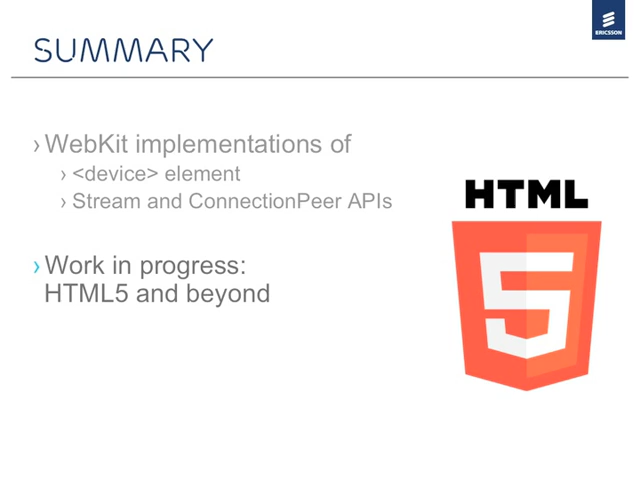 ERICSSON
SUMMARY
› WebKit implementations of
› <device> element
› Stream and ConnectionPeer APIs
› Work in progress:
HTML5 and beyond
HTML
5